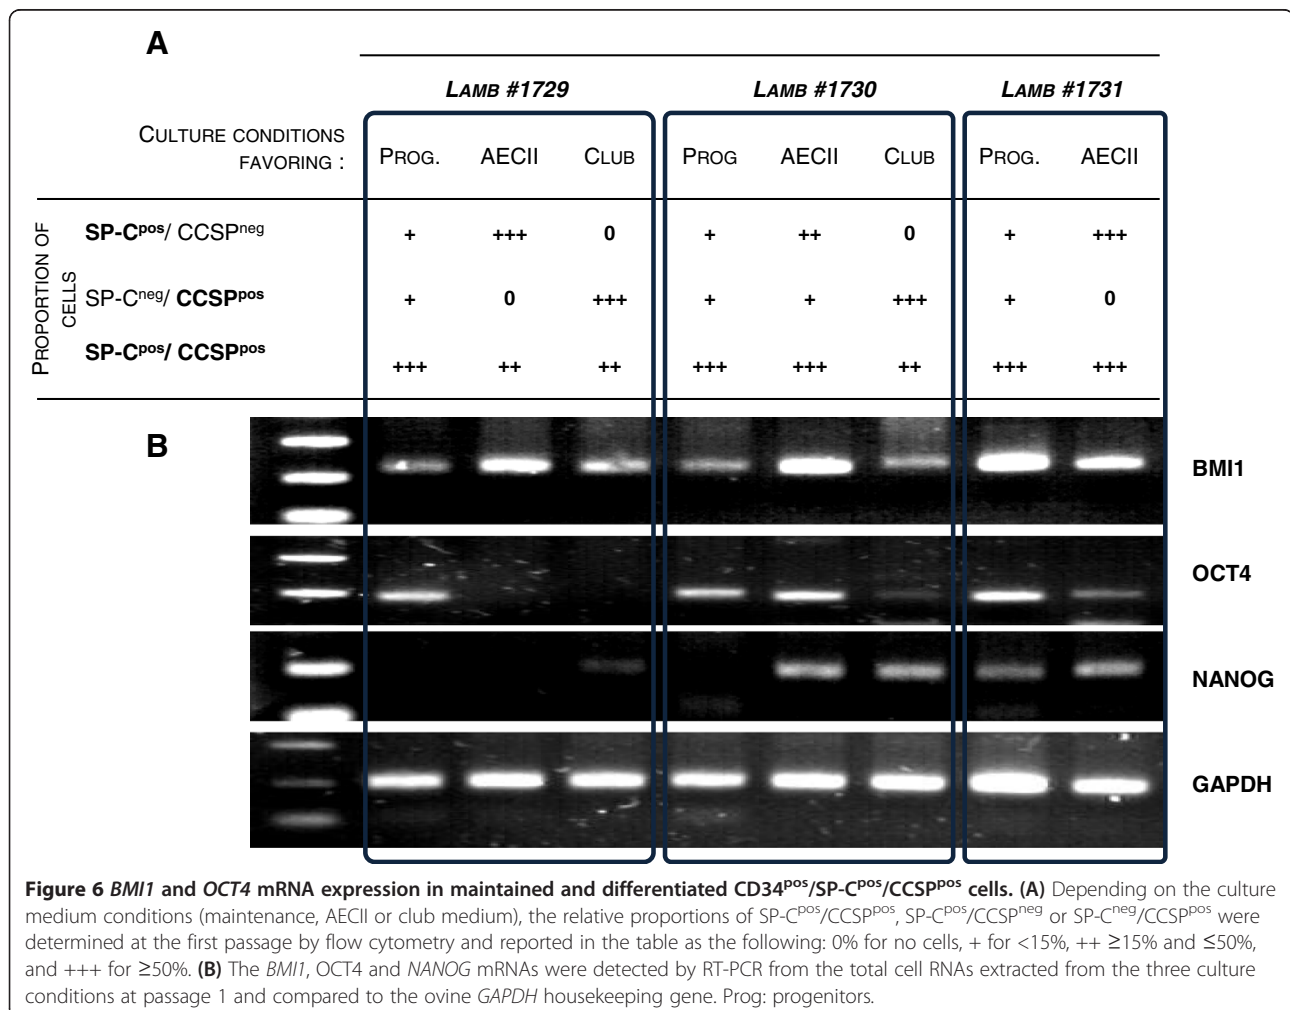 A
LAMB #1729 LAMB #1730 LAMB #1731
CULTURE CONDITIONS FAVORING : PROG. AECII CLUB PROG AECII CLUB PROG. AECII
PROPORTION OF CELLS
SP-Cpos/ CCSPneg + +++ 0 + ++ 0 + +++
SP-Cneg/ CCSPpos + 0 +++ + + +++ + 0
SP-Cpos/ CCSPpos +++ ++ ++ +++ +++ ++ +++ +++
B
BMI1
OCT4
NANOG
GAPDH
Figure 6 BMI1 and OCT4 mRNA expression in maintained and differentiated CD34pos/SP-Cpos/CCSPpos cells. (A) Depending on the culture
medium conditions (maintenance, AECII or club medium), the relative proportions of SP-Cpos/CCSPpos, SP-Cpos/CCSPneg or SP-Cneg/CCSPpos were
determined at the first passage by flow cytometry and reported in the table as the following: 0% for no cells, + for <15%, ++ ≥15% and ≤50%,
and +++ for ≥50%. (B) The BMI1, OCT4 and NANOG mRNAs were detected by RT-PCR from the total cell RNAs extracted from the three culture
conditions at passage 1 and compared to the ovine GAPDH housekeeping gene. Prog: progenitors.